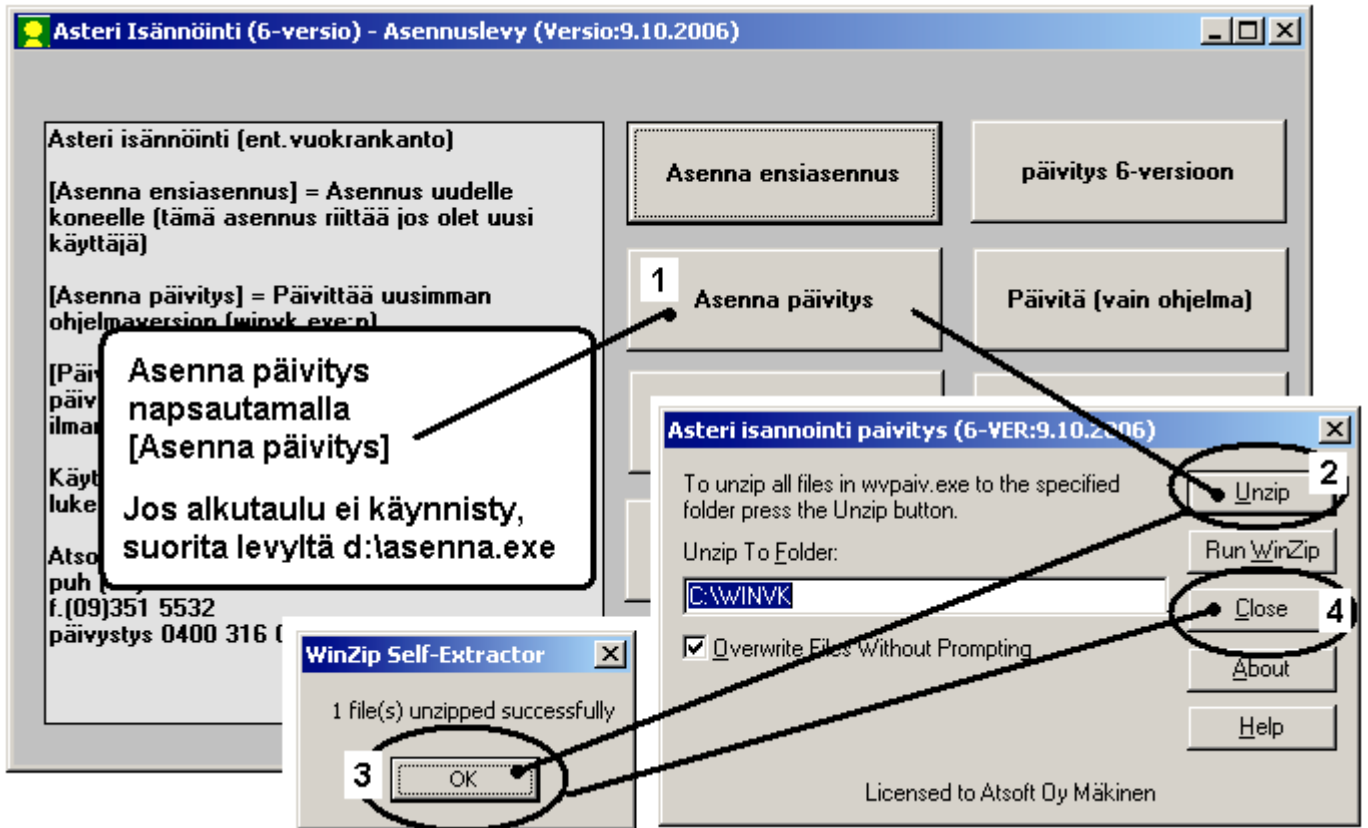 Asteri Isännöinti (6-versio) - Asennuslevy (Versio:9.10.2006)
Asteri isännöinti (ent.vuokrankanto)
[Asenna ensiasennus] = Asennus uudelle
koneelle (tämä asennus riittää jos olet uusi
käyttäjä)
[Asenna päivitys] = Päivittää uusimman
ohjelmaversion (winvk.exe:n)
f.(09)351 5532
päivystys 0400 316
Asenna ensiasennus
päivitys 6-versioon
1
Asenna päivitys
Päivitä (vain ohjelma)
Asenna päivitys
napsautamalla
[Asenna päivitys]
Jos alkutaulu ei käynnisty,
suorita levyltä d:\asenna.exe
Asteri isannointi paivitys (6-VER:9.10.2006)
To unzip all files in wvpaiv.exe to the specified
folder press the Unzip button.
Unzip To Folder:
C:\WINVK
Overwrite Files Without Prompting
Unzip
2
Run WinZip
Close
4
About
Help
Licensed to Atsoft Oy Mäkinen
WinZip Self-Extractor
1 file(s) unzipped successfully
3
OK